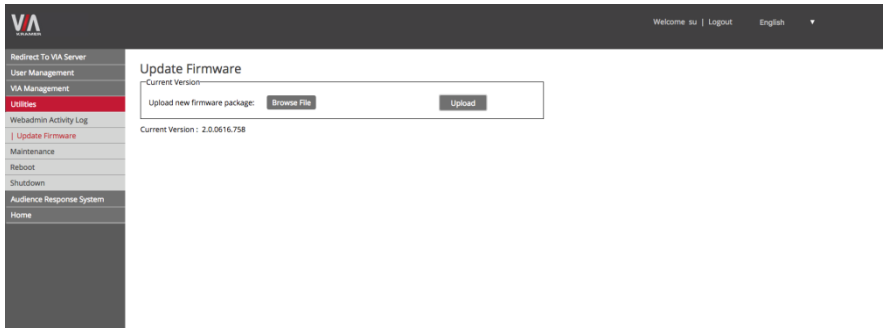 VIA
KRAMER
Welcome su | Logout English ▼
Redirect To VIA Server
User Management
VIA Management
Utilities
Webadmin Activity Log
| Update Firmware
Maintenance
Reboot
Shutdown
Audience Response System
Home
Update Firmware
Current Version
Upload new firmware package: Browse File Upload
Current Version : 2.0.0616.758